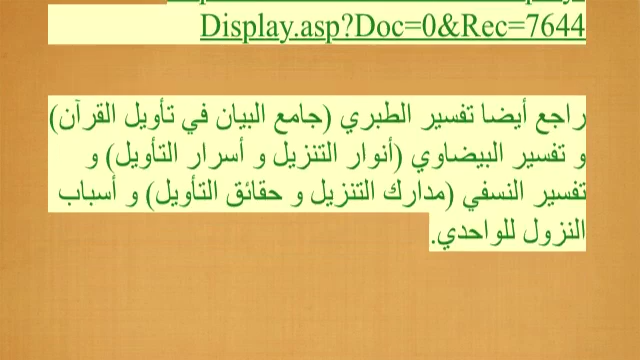 Display.asp?Doc=0&Rec=7644
راجع أيضا تفسير الطبري (جامع البيان في تأويل القرآن)
و تفسير البيضاوي (أنوار التنزيل و أسرار التأويل) و
تفسير النسفي (مدارك التنزيل و حقائق التأويل) و أسباب
النزول للواحدي.